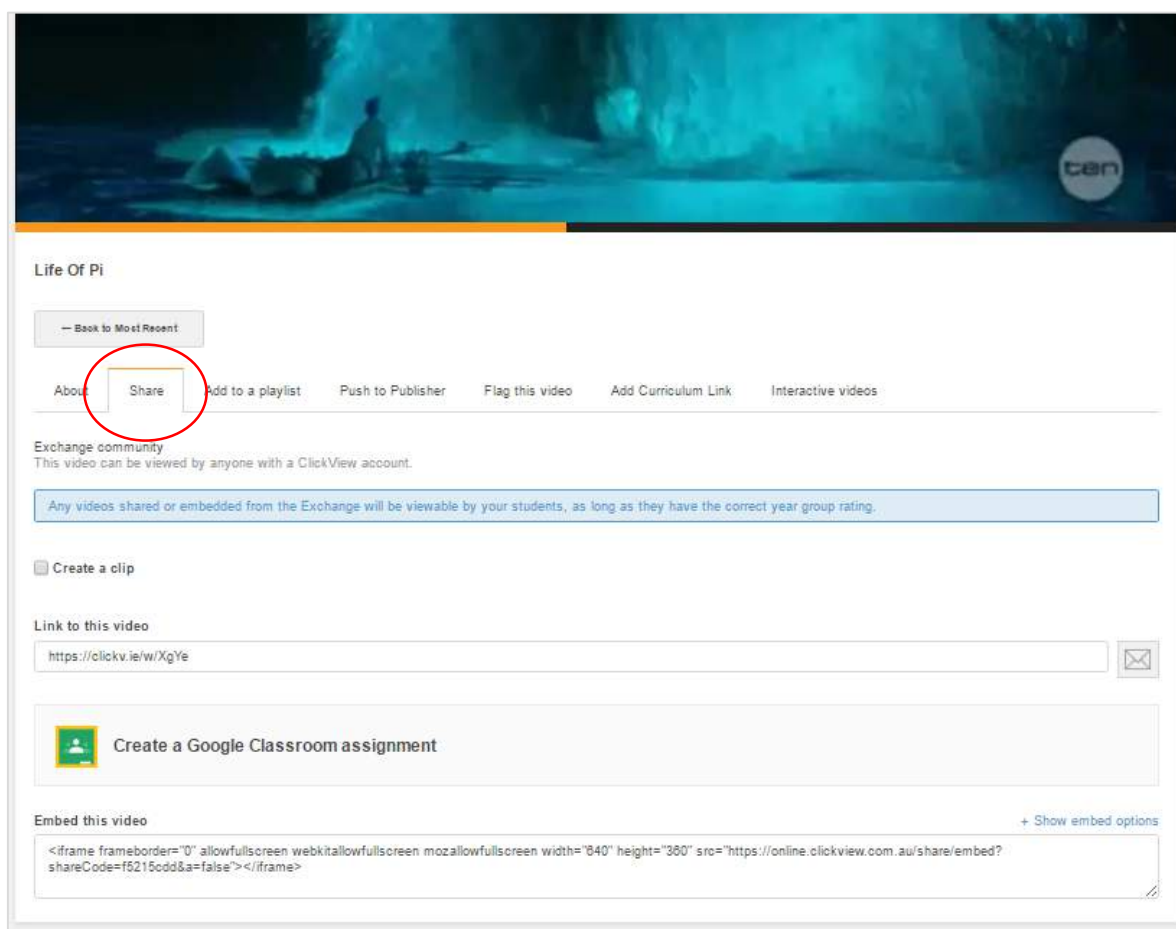 ten
Life Of Pi
← Back to Most Recent
About Share Add to a playlist Push to Publisher Flag this video Add Curriculum Link Interactive videos
Exchange community
This video can be viewed by anyone with a ClickView account.
Any videos shared or embedded from the Exchange will be viewable by your students, as long as they have the correct year group rating.
Create a clip
Link to this video
https://clickv.ie/w/XgYe
Create a Google Classroom assignment
Embed this video + Show embed options
<iframe frameborder="0" allowfullscreen webkitallowfullscreen mozallowfullscreen width="640" height="360" src="https://online.clickview.com.au/share/embed?
shareCode=f5215cdd&a=false"></iframe>